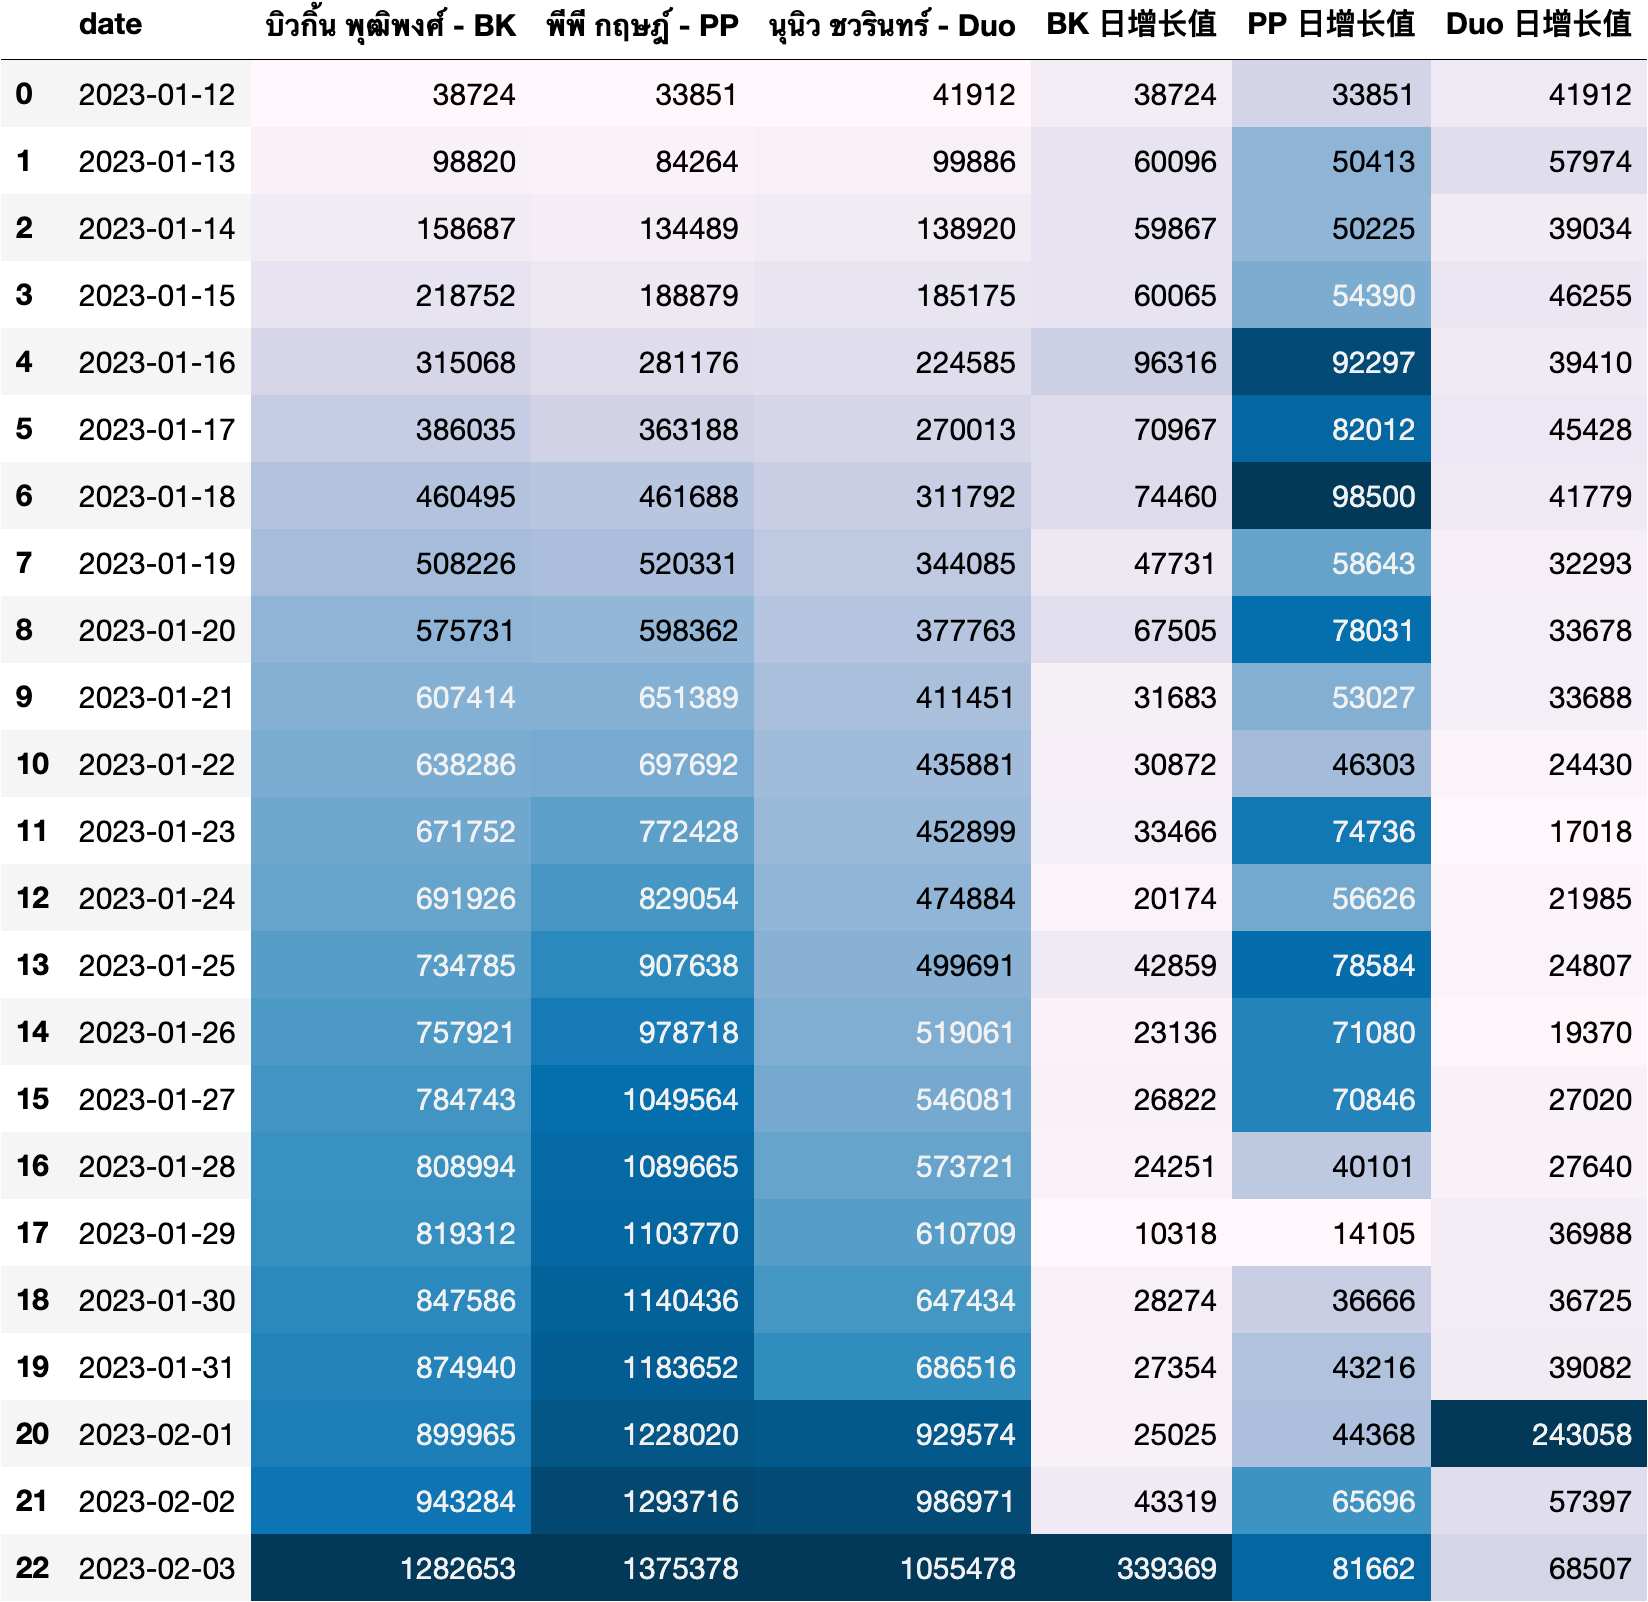 date บิวกิ้น พุฒิพงศ์ - BK พีพี กฤษฎ์ - PP นุนิว ชวรินทร์ - Duo BK 日增长值 PP 日增长值 Duo 日增长值
0 2023-01-12 38724 33851 41912 38724 33851 41912
1 2023-01-13 98820 84264 99886 60096 50413 57974
2 2023-01-14 158687 134489 138920 59867 50225 39034
3 2023-01-15 218752 188879 185175 60065 54390 46255
4 2023-01-16 315068 281176 224585 96316 92297 39410
5 2023-01-17 386035 363188 270013 70967 82012 45428
6 2023-01-18 460495 461688 311792 74460 98500 41779
7 2023-01-19 508226 520331 344085 47731 58643 32293
8 2023-01-20 575731 598362 377763 67505 78031 33678
9 2023-01-21 607414 651389 411451 31683 53027 33688
10 2023-01-22 638286 697692 435881 30872 46303 24430
11 2023-01-23 671752 772428 452899 33466 74736 17018
12 2023-01-24 691926 829054 474884 20174 56626 21985
13 2023-01-25 734785 907638 499691 42859 78584 24807
14 2023-01-26 757921 978718 519061 23136 71080 19370
15 2023-01-27 784743 1049564 546081 26822 70846 27020
16 2023-01-28 808994 1089665 573721 24251 40101 27640
17 2023-01-29 819312 1103770 610709 10318 14105 36988
18 2023-01-30 847586 1140436 647434 28274 36666 36725
19 2023-01-31 874940 1183652 686516 27354 43216 39082
20 2023-02-01 899965 1228020 929574 25025 44368 243058
21 2023-02-02 943284 1293716 986971 43319 65696 57397
22 2023-02-03 1282653 1375378 1055478 339369 81662 68507